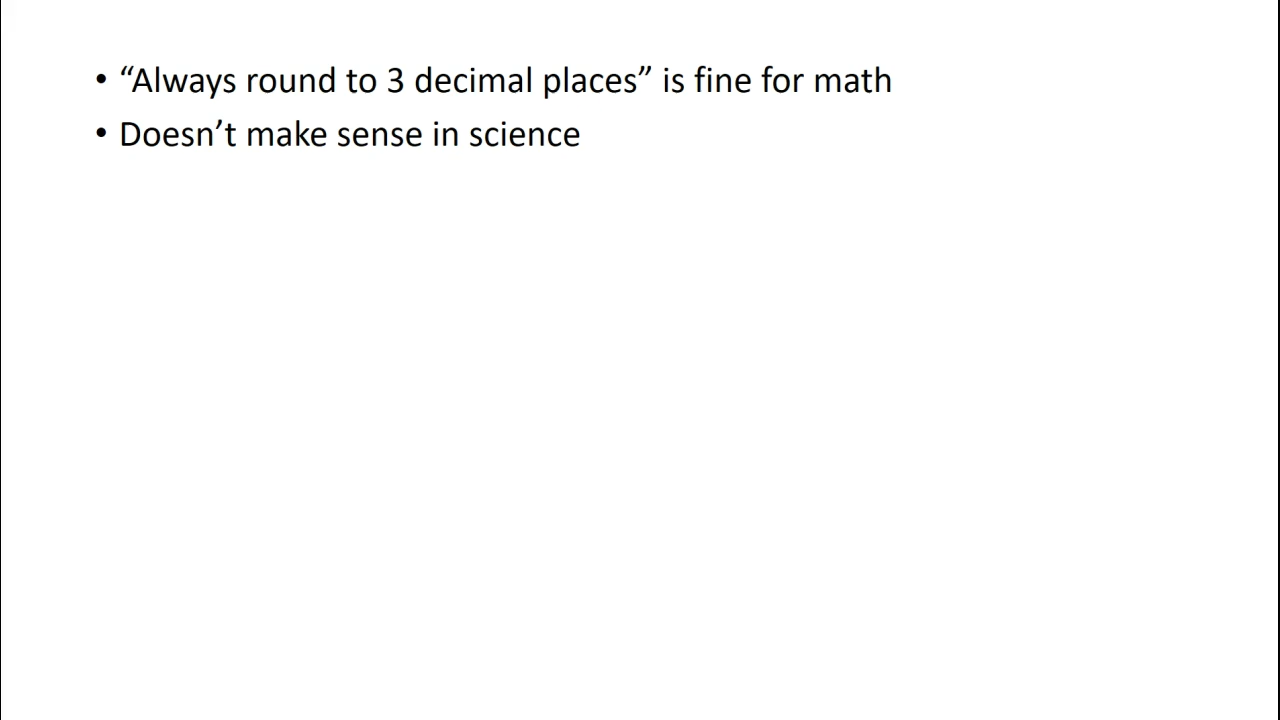 • “Always round to 3 decimal places” is fine for math
• Doesn’t make sense in science